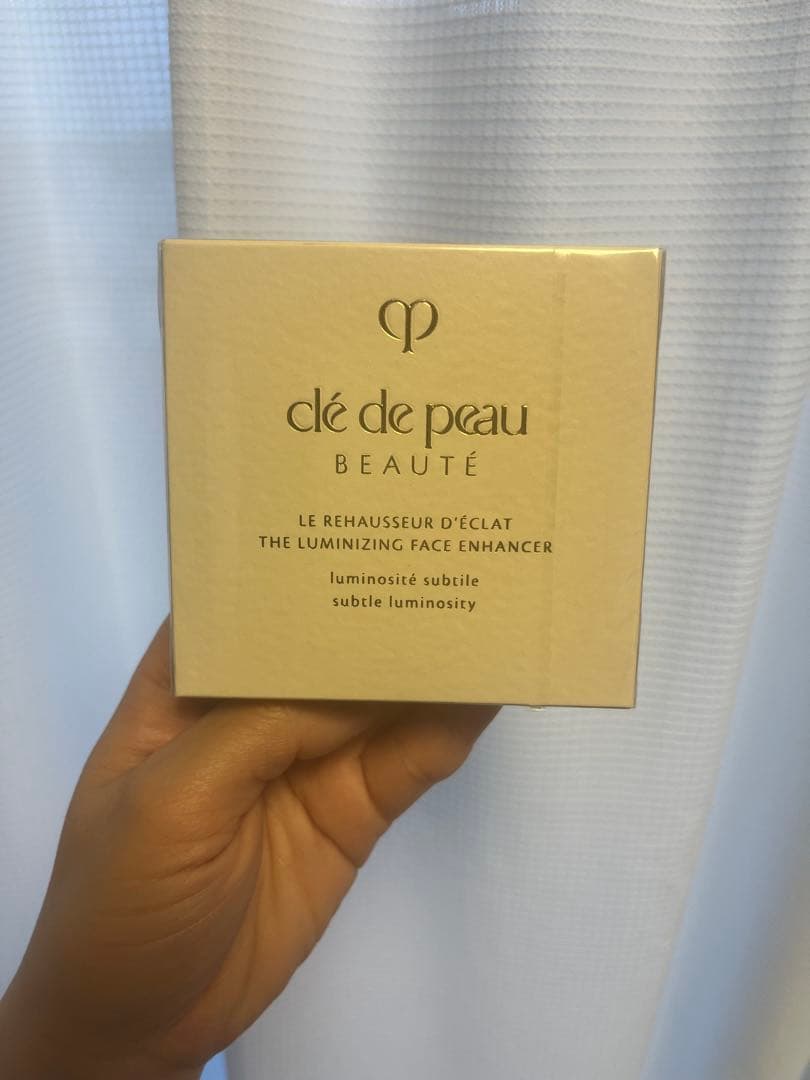 clé de peau
BEAUTÉ
LE REHAUSSEUR D'ÉCLAT
THE LUMINIZING FACE ENHANCER
luminosité subtile
subtle luminosity